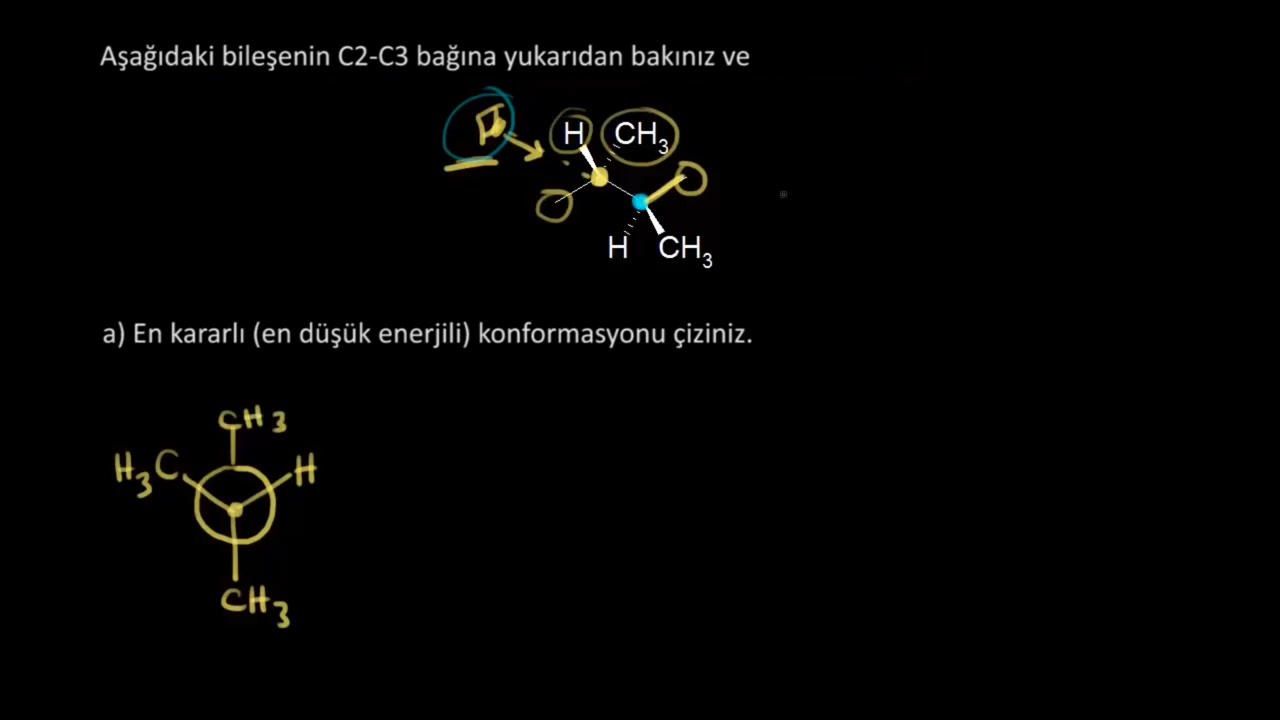 Aşağıdaki bileşenin C2-C3 bağına yukarıdan bakınız ve
H CH3
H CH3
a) En kararlı (en düşük enerjili) konformasyonu çiziniz.
CH3
H3C H
CH3